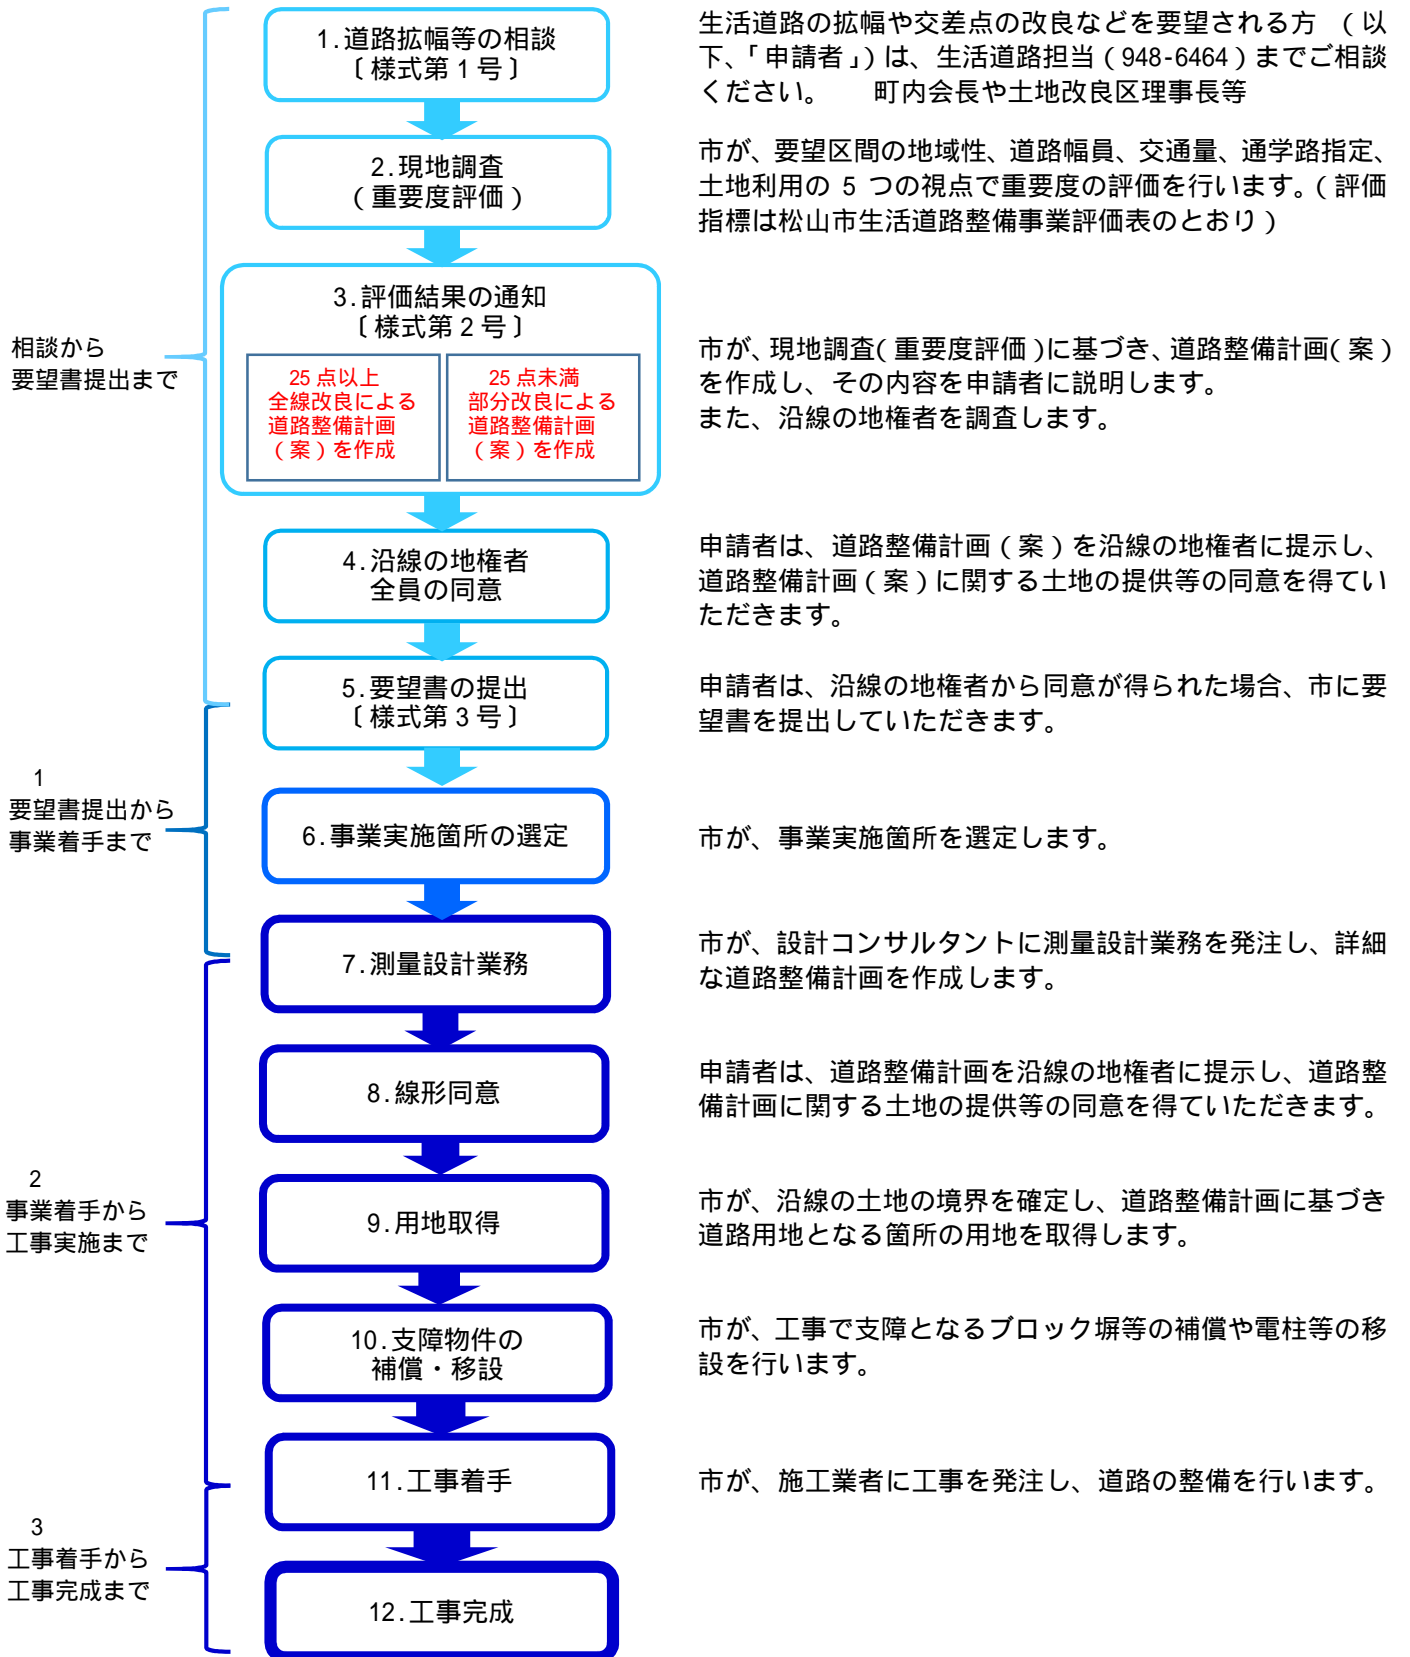 1.道路拡幅等の相談
〔様式第1号〕
生活道路の拡幅や交差点の改良などを要望される方　（以
下、「申請者」）は、生活道路担当（948-6464）までご相談
ください。　　町内会長や土地改良区理事長等
2.現地調査
（重要度評価）
市が、要望区間の地域性、道路幅員、交通量、通学路指定、
土地利用の 5 つの視点で重要度の評価を行います。（評価
指標は松山市生活道路整備事業評価表のとおり）
相談から
要望書提出まで
3.評価結果の通知
〔様式第2号〕
25点以上
全線改良による
道路整備計画
（案）を作成
25点未満
部分改良による
道路整備計画
（案）を作成
市が、現地調査（重要度評価）に基づき、道路整備計画（案）
を作成し、その内容を申請者に説明します。
また、沿線の地権者を調査します。
4.沿線の地権者
全員の同意
申請者は、道路整備計画（案）を沿線の地権者に提示し、
道路整備計画（案）に関する土地の提供等の同意を得てい
ただきます。
5.要望書の提出
〔様式第3号〕
申請者は、沿線の地権者から同意が得られた場合、市に要
望書を提出していただきます。
1
要望書提出から
事業着手まで
6.事業実施箇所の選定
市が、事業実施箇所を選定します。
7.測量設計業務
市が、設計コンサルタントに測量設計業務を発注し、詳細
な道路整備計画を作成します。
8.線形同意
申請者は、道路整備計画を沿線の地権者に提示し、道路整
備計画に関する土地の提供等の同意を得ていただきます。
2
事業着手から
工事実施まで
9.用地取得
市が、沿線の土地の境界を確定し、道路整備計画に基づき
道路用地となる箇所の用地を取得します。
10.支障物件の
補償・移設
市が、工事で支障となるブロック塀等の補償や電柱等の移
設を行います。
11.工事着手
市が、施工業者に工事を発注し、道路の整備を行います。
3
工事着手から
工事完成まで
12.工事完成